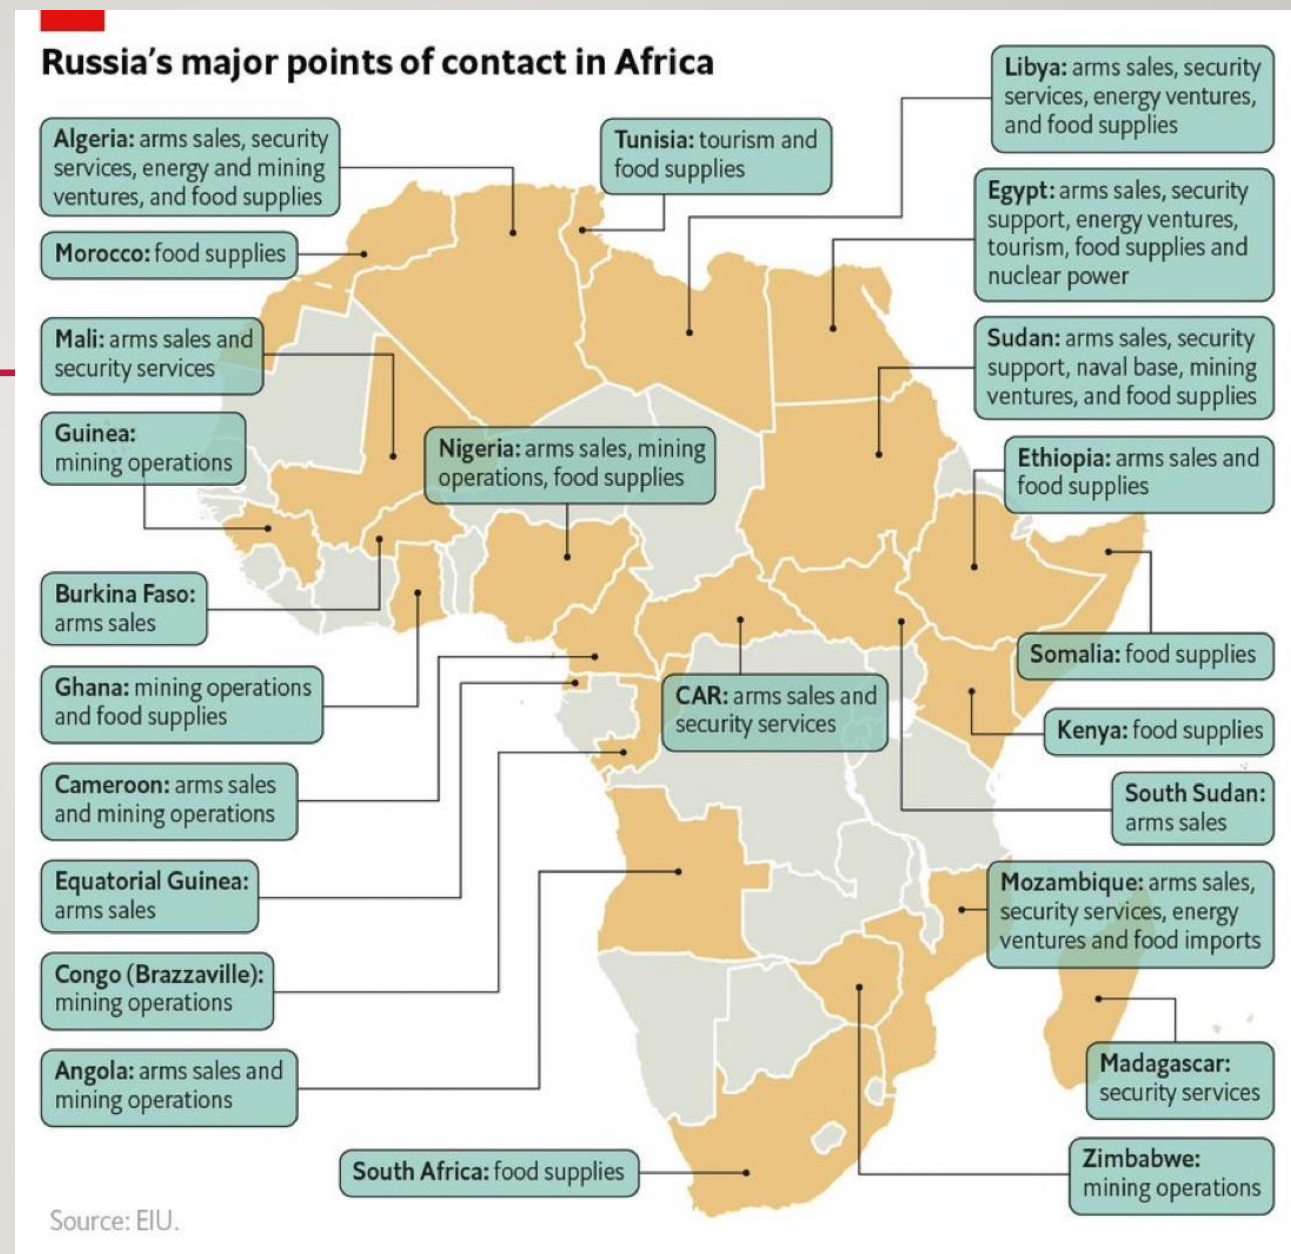 Russia's major points of contact in Africa
Libya: arms sales, security
services, energy ventures,
and food supplies
Algeria: arms sales, security
services, energy and mining
ventures, and food supplies
Tunisia: tourism and
food supplies
Egypt: arms sales, security
support, energy ventures,
tourism, food supplies and
nuclear power
Morocco: food supplies
Mali: arms sales and
security services
Sudan: arms sales, security
support, naval base, mining
ventures, and food supplies
Guinea:
mining operations
Nigeria: arms sales, mining
operations, food supplies
Ethiopia: arms sales and
food supplies
Burkina Faso:
arms sales
Somalia: food supplies
Ghana: mining operations
and food supplies
CAR: arms sales and
security services
Kenya: food supplies
Cameroon: arms sales
and mining operations
South Sudan:
arms sales
Equatorial Guinea:
arms sales
Mozambique: arms sales,
security services, energy
ventures and food imports
Congo (Brazzaville):
mining operations
Angola: arms sales and
mining operations
Madagascar:
security services
South Africa: food supplies
Zimbabwe:
mining operations
Source: EIU.